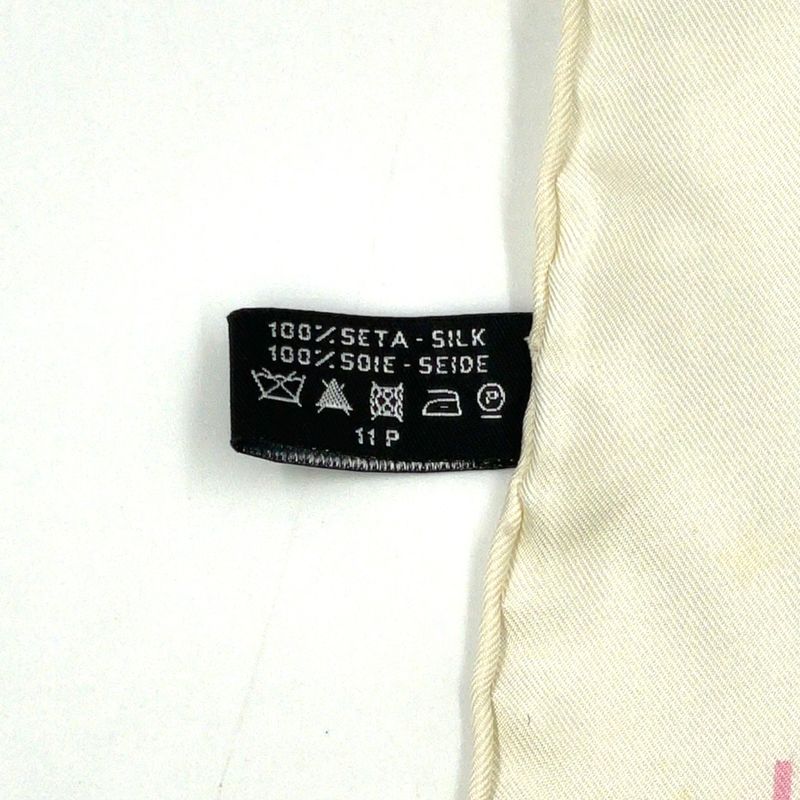 100% SETA - SILK
100% SOIE - SEIDE
P
11 P